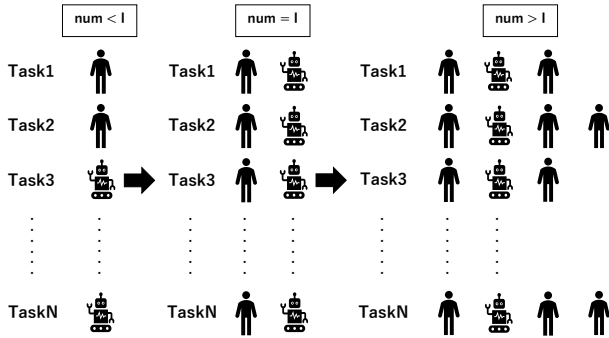 num < l
num = l
num > l
Task1
Task1
Task1
Task2
Task2
Task2
Task3
Task3
Task3
TaskN
TaskN
TaskN